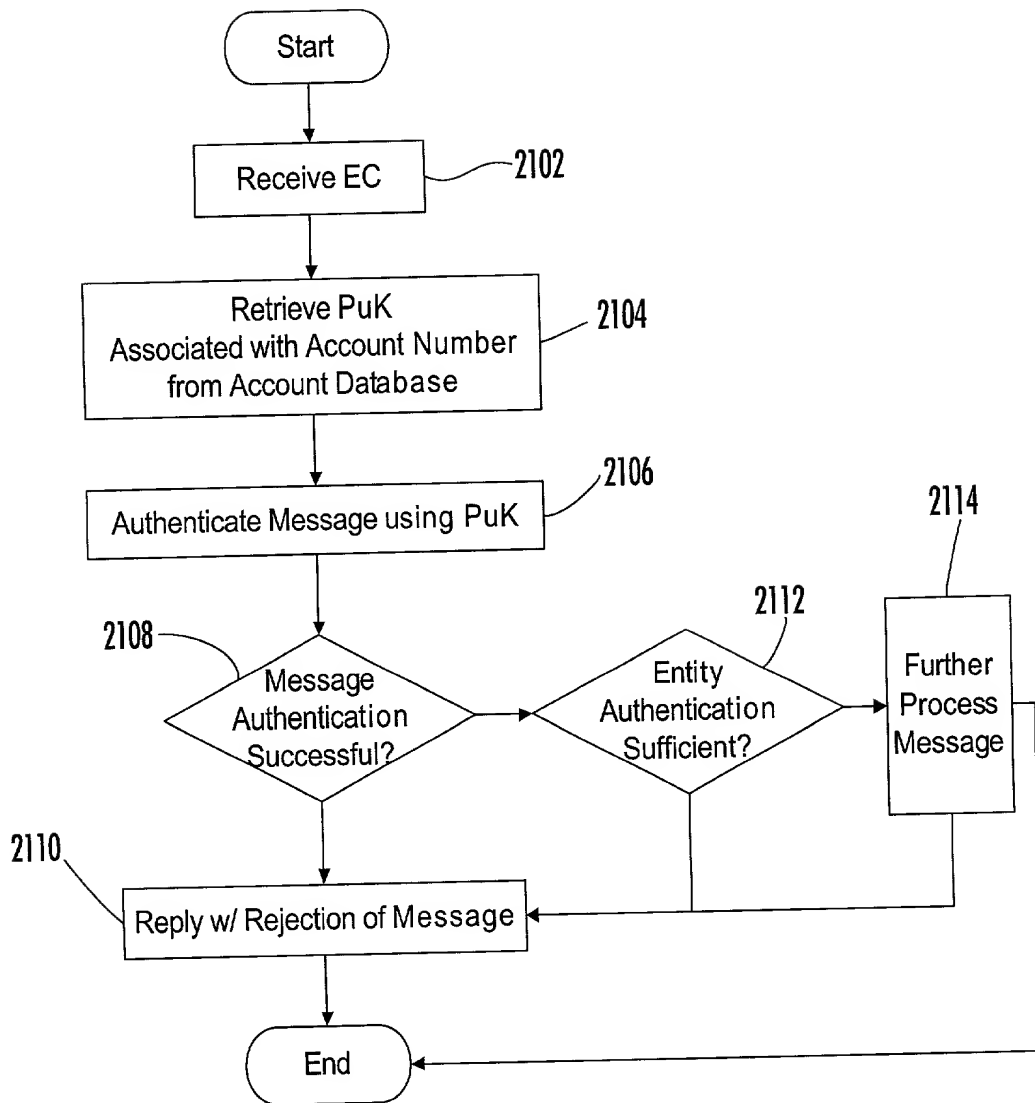 Start
Receive EC
2102
Retrieve PuK
Associated with Account Number
from Account Database
2104
Authenticate Message using PuK
2106
2108
Message
Authentication
Successful?
2112
Entity
Authentication
Sufficient?
2114
Further
Process
Message
2110
Reply w/ Rejection of Message
End